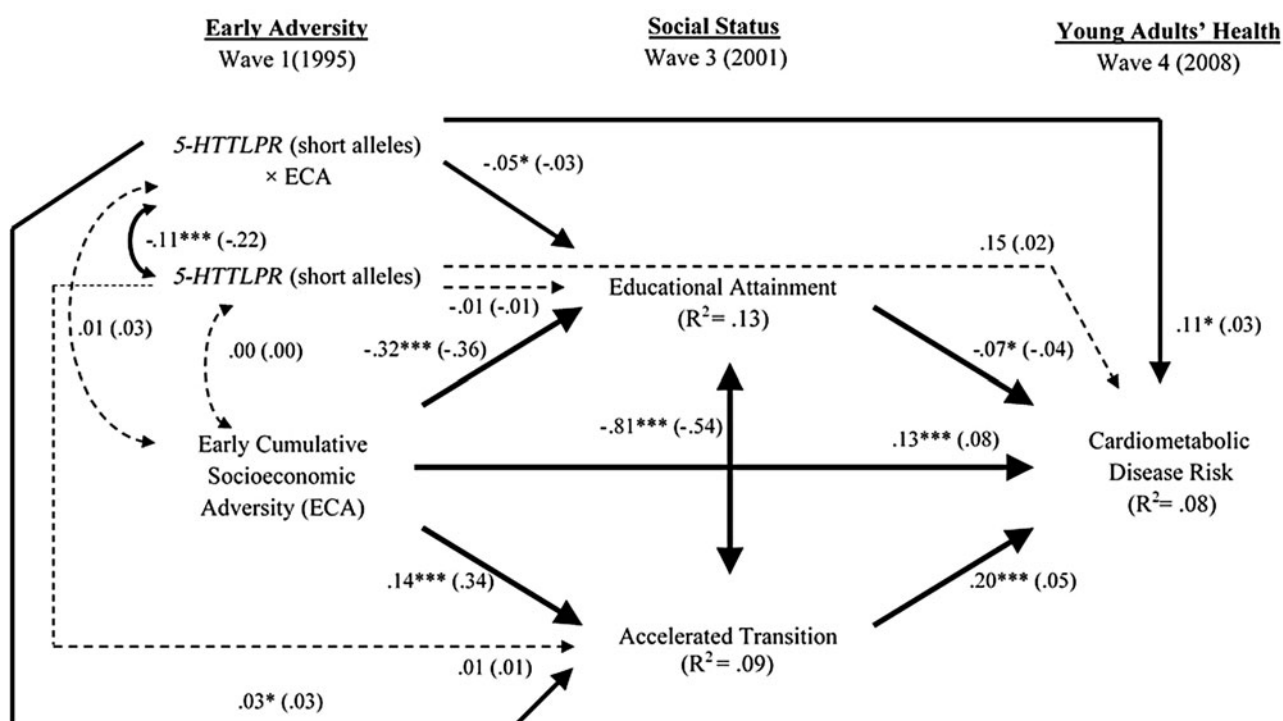 Early Adversity
Wave 1(1995)
Social Status
Wave 3 (2001)
Young Adults' Health
Wave 4 (2008)
5-HTTLPR (short alleles)
× ECA
-.05* (-.03)
-.11*** (-.22)
5-HTTLPR (short alleles)
.15 (.02)
-.01 (-.01)
Educational Attainment
(R²= .13)
.01 (.03)
.00 (.00)
-.32*** (-.36)
-.07* (-.04)
.11* (.03)
Early Cumulative
Socioeconomic
Adversity (ECA)
-.81*** (-.54)
.13*** (.08)
Cardiometabolic
Disease Risk
(R²= .08)
.14*** (.34)
.20*** (.05)
Accelerated Transition
(R²= .09)
.01 (.01)
.03* (.03)